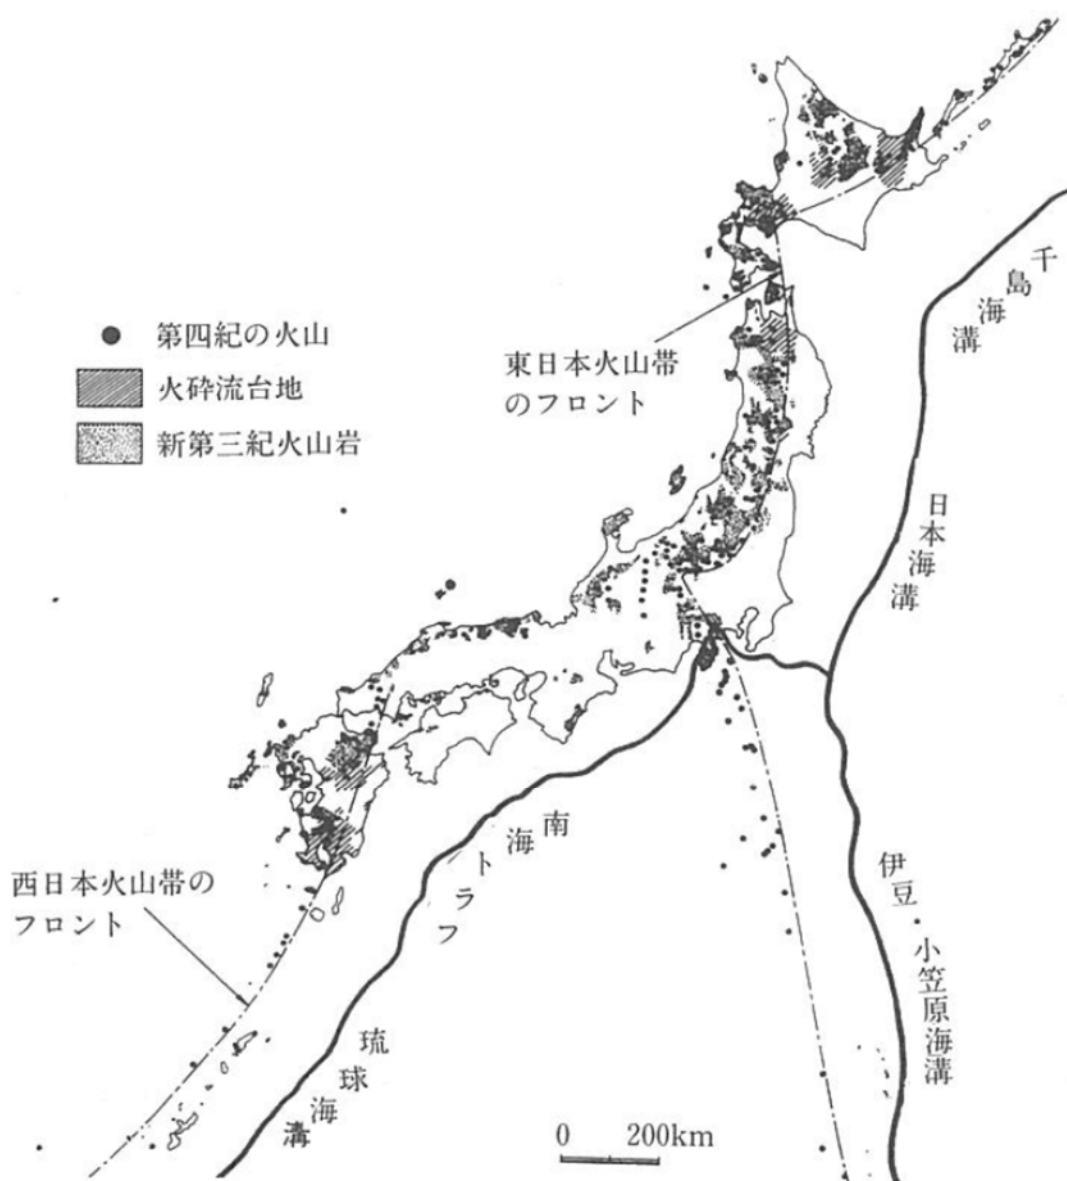 千島海溝
第四紀の火山
火砕流台地
新第三紀火山岩
東日本火山帯
のフロント
日本海溝
南海トラフ
西日本火山帯の
フロント
伊豆・小笠原海溝
琉球海溝
0 200km